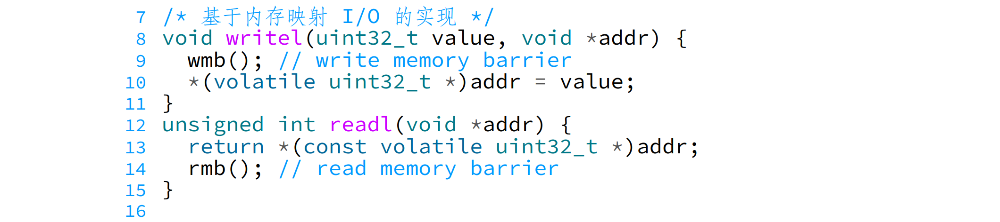 7 /* 基于内存映射 I/O 的实现 */
8 void writel(uint32_t value, void *addr) {
9   wmb(); // write memory barrier
10   *(volatile uint32_t *)addr = value;
11 }
12 unsigned int readl(void *addr) {
13   return *(const volatile uint32_t *)addr;
14   rmb(); // read memory barrier
15 }
16